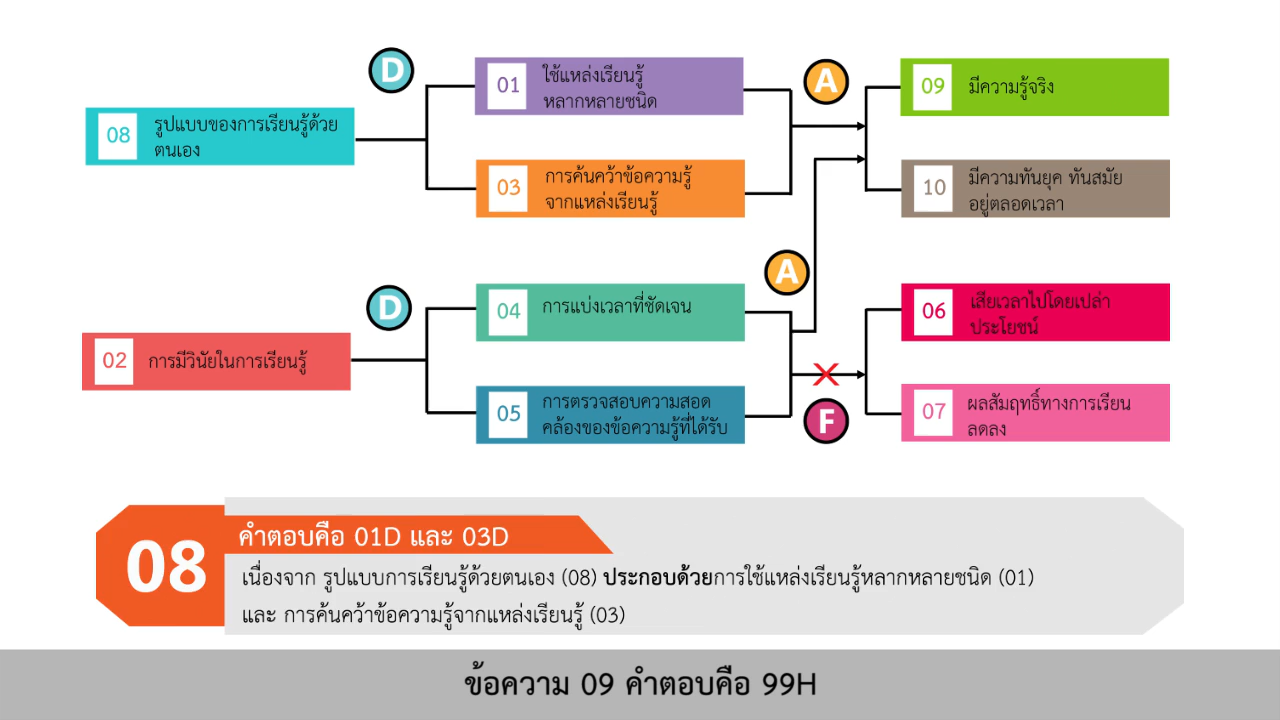 D
01
ใช้แหล่งเรียนรู้
หลากหลายชนิด
A
09
มีความรู้จริง
08
รูปแบบของการเรียนรู้ด้วย
ตนเอง
03
การค้นคว้าข้อความรู้
จากแหล่งเรียนรู้
10
มีความทันยุค ทันสมัย
อยู่ตลอดเวลา
A
D
04
การแบ่งเวลาที่ชัดเจน
06
เสียเวลาไปโดยเปล่า
ประโยชน์
02
การมีวินัยในการเรียนรู้
05
การตรวจสอบความสอด
คล้องของข้อความรู้ที่ได้รับ
F
07
ผลสัมฤทธิ์ทางการเรียน
ลดลง
08
คำตอบคือ 01D และ 03D
เนื่องจาก รูปแบบการเรียนรู้ด้วยตนเอง (08) ประกอบด้วยการใช้แหล่งเรียนรู้หลากหลายชนิด (01)
และ การค้นคว้าข้อความรู้จากแหล่งเรียนรู้ (03)
ข้อความ 09 คำตอบคือ 99H